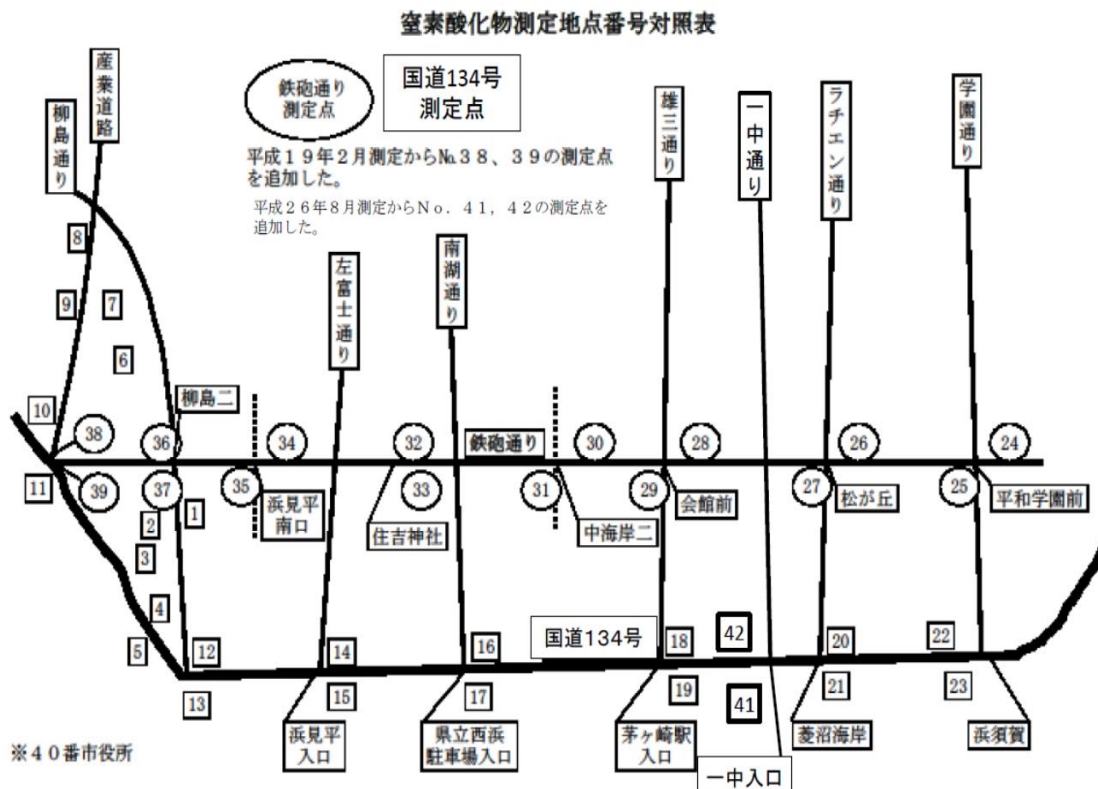 窒素酸化物測定地点番号対照表
産業道路
柳島通り
鉄砲通り
測定点
国道134号
測定点
平成19年2月測定から№38、39の測定点
を追加した。
平成26年8月測定からNo. 41, 42の測定点を
追加した。
雄三通り
一中通り
ラチエン通り
学園通り
左富士通り
南湖通り
8
9
7
6
10
柳島二
38
36
34
32
鉄砲通り
30
28
26
24
11
39
37
35
33
31
29
27
25
1
2
3
4
5
浜見平
南口
住吉神社
中海岸二
会館前
松が丘
平和学園前
国道134号
12
14
16
18
42
20
22
13
15
17
19
41
21
23
浜見平
入口
県立西浜
駐車場入口
茅ヶ崎駅
入口
一中入口
菱沼海岸
浜須賀
※40番市役所